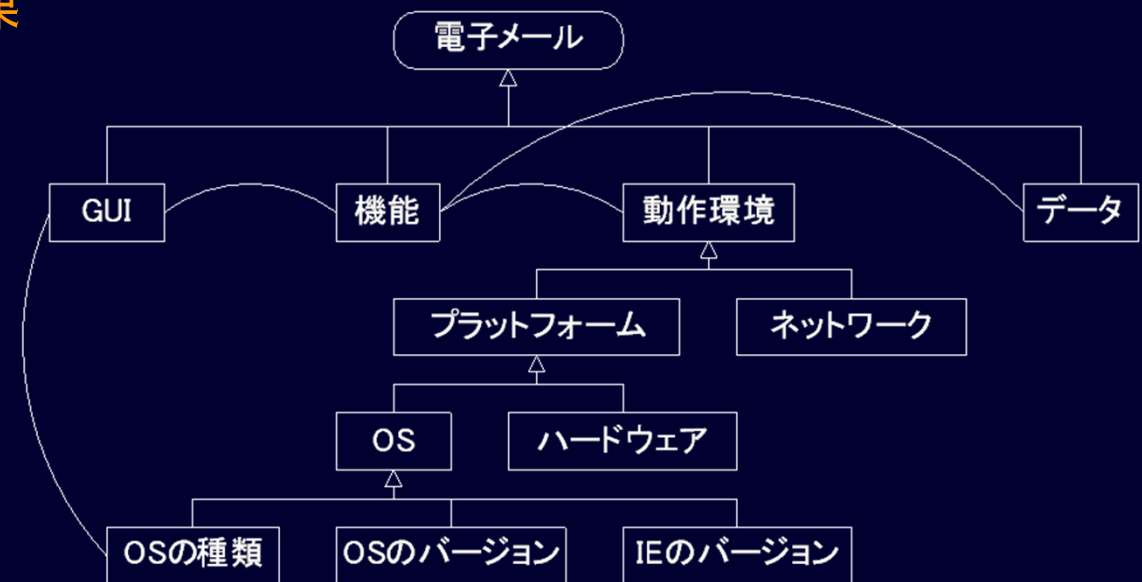 電子メール
GUI
機能
動作環境
データ
プラットフォーム
ネットワーク
OS
ハードウェア
OSの種類
OSのバージョン
IEのバージョン